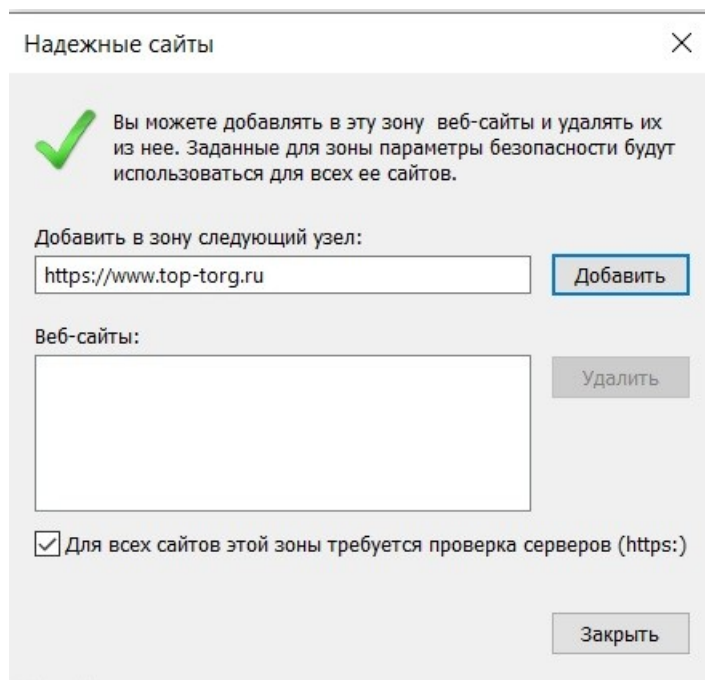 Надежные сайты
Вы можете добавлять в эту зону веб-сайты и удалять их
из нее. Заданные для зоны параметры безопасности будут
использоваться для всех ее сайтов.
Добавить в зону следующий узел:
https://www.top-torg.ru
Добавить
Веб-сайты:
Удалить
Для всех сайтов этой зоны требуется проверка серверов (https:)
Закрыть